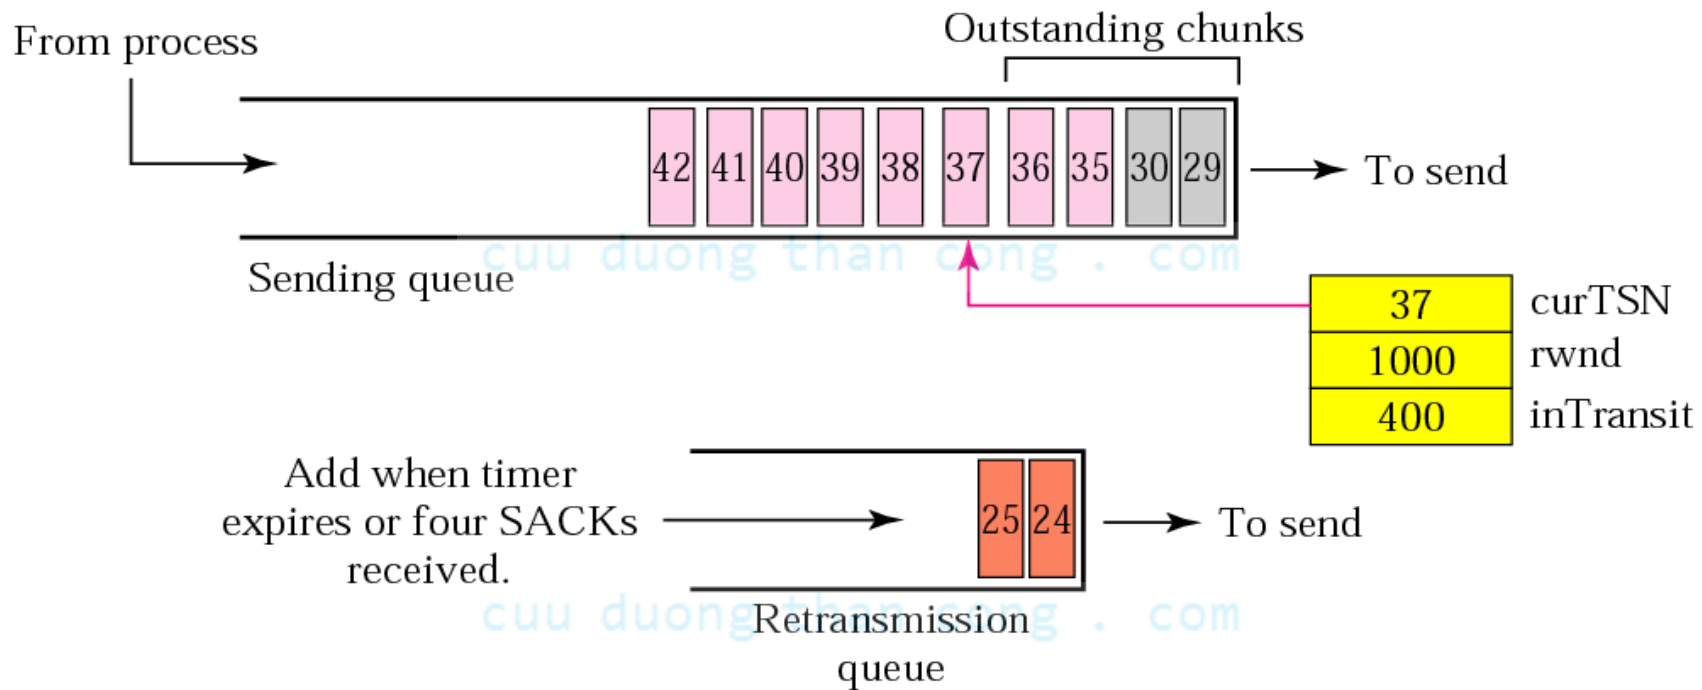 Outstanding chunks
From process
42 41 40 39 38 37 36 35 30 29
To send
cuu duong than cong . com
Sending queue
37 curTSN
1000 rwnd
400 inTransit
Add when timer
expires or four SACKs
received.
25 24
To send
cuu duong than cong . com
Retransmission
queue